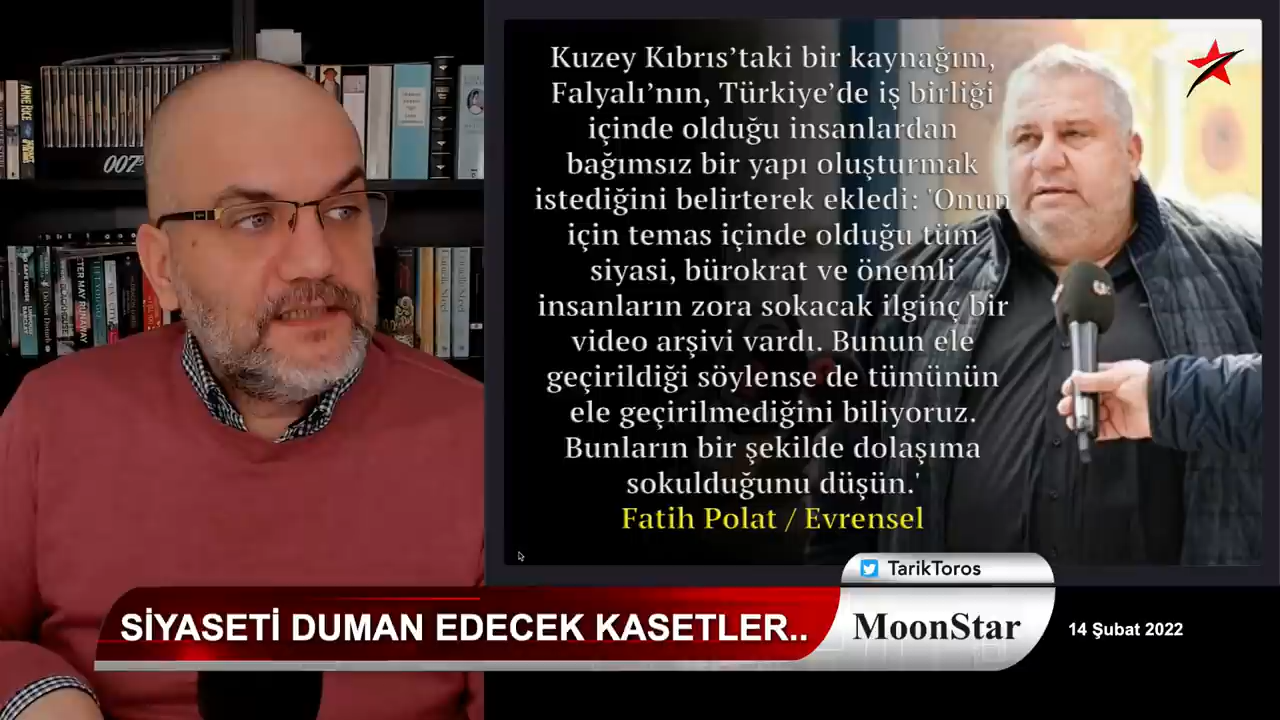 Kuzey Kıbrıs'taki bir kaynağım,
Falyalı'nın, Türkiye'de iş birliği
içinde olduğu insanlardan
bağımsız bir yapı oluşturmak
istediğini belirterek ekledi: 'Onun
için temas içinde olduğu tüm
siyasi, bürokrat ve önemli
insanların zora sokacak ilginç bir
video arşivi vardı. Bunun ele
geçirildiği söylense de tümünün
ele geçirilmediğini biliyoruz.
Bunların bir şekilde dolaşıma
sokulduğunu düşün.'
Fatih Polat / Evrensel
TarikToros
SİYASETİ DUMAN EDECEK KASETLER..
MoonStar
14 Şubat 2022
007
ANNE RICE